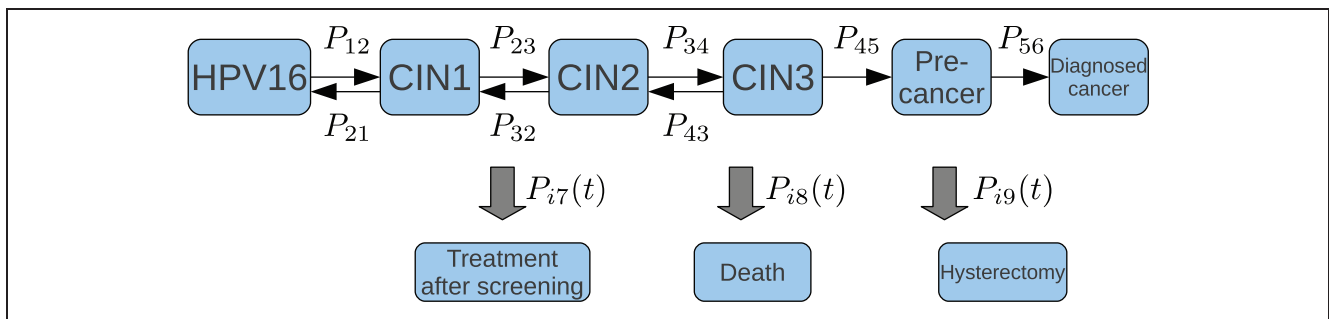 P12 P23 P34 P45 P56
HPV16 CIN1 CIN2 CIN3 Pre-
cancer Diagnosed
cancer
P21 P32 P43
Pi7(t) Pi8(t) Pi9(t)
Treatment
after screening
Death
Hysterectomy